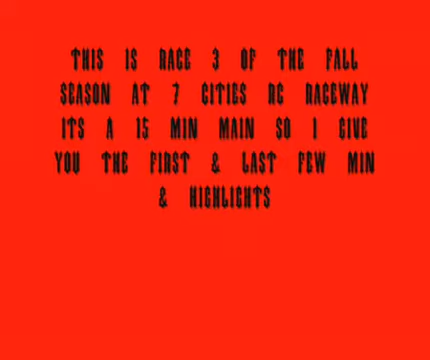 THIS IS RACE 3 OF THE FALL
SEASON AT 7 CITIES RC RACEWAY
ITS A 15 MIN MAIN SO I GIVE
YOU THE FIRST & LAST FEW MIN
& HIGHLIGHTS